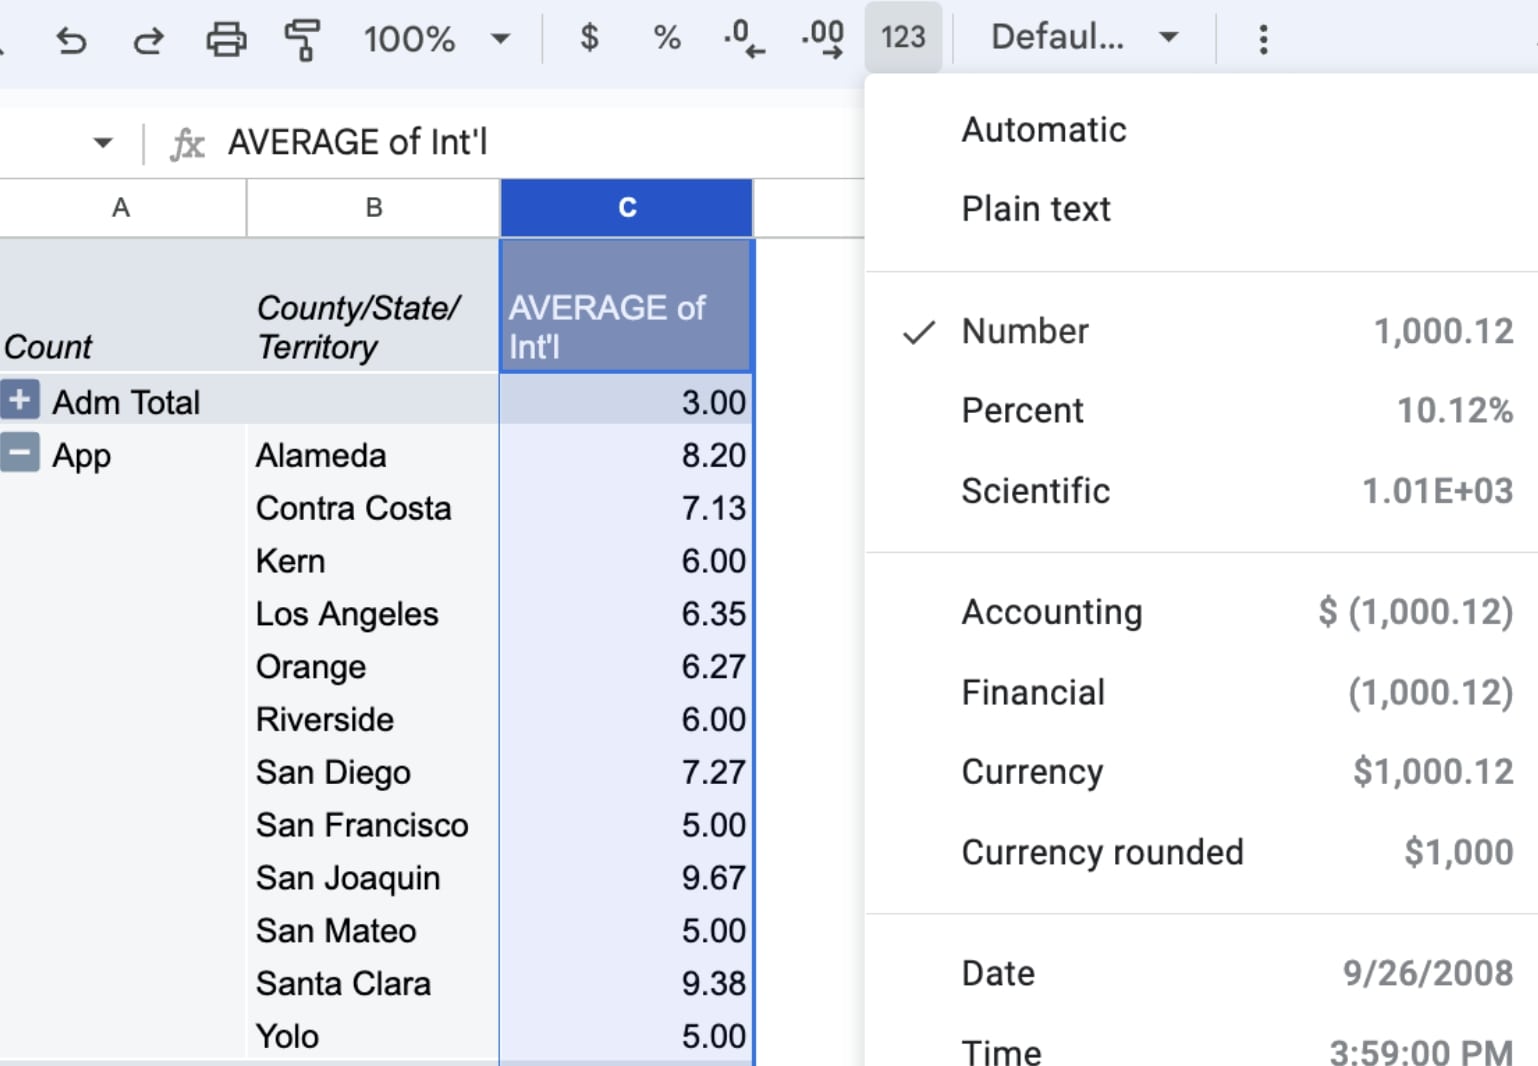 100% $ % .0 .00 123 Defaul...
fx AVERAGE of Int'l
A B C
Count County/State/ AVERAGE of
Territory Int'l
+ Adm Total 3.00
− App Alameda 8.20
Contra Costa 7.13
Kern 6.00
Los Angeles 6.35
Orange 6.27
Riverside 6.00
San Diego 7.27
San Francisco 5.00
San Joaquin 9.67
San Mateo 5.00
Santa Clara 9.38
Yolo 5.00
Automatic
Plain text
Number 1,000.12
Percent 10.12%
Scientific 1.01E+03
Accounting $ (1,000.12)
Financial (1,000.12)
Currency $1,000.12
Currency rounded $1,000
Date 9/26/2008
Time 3:59:00 PM